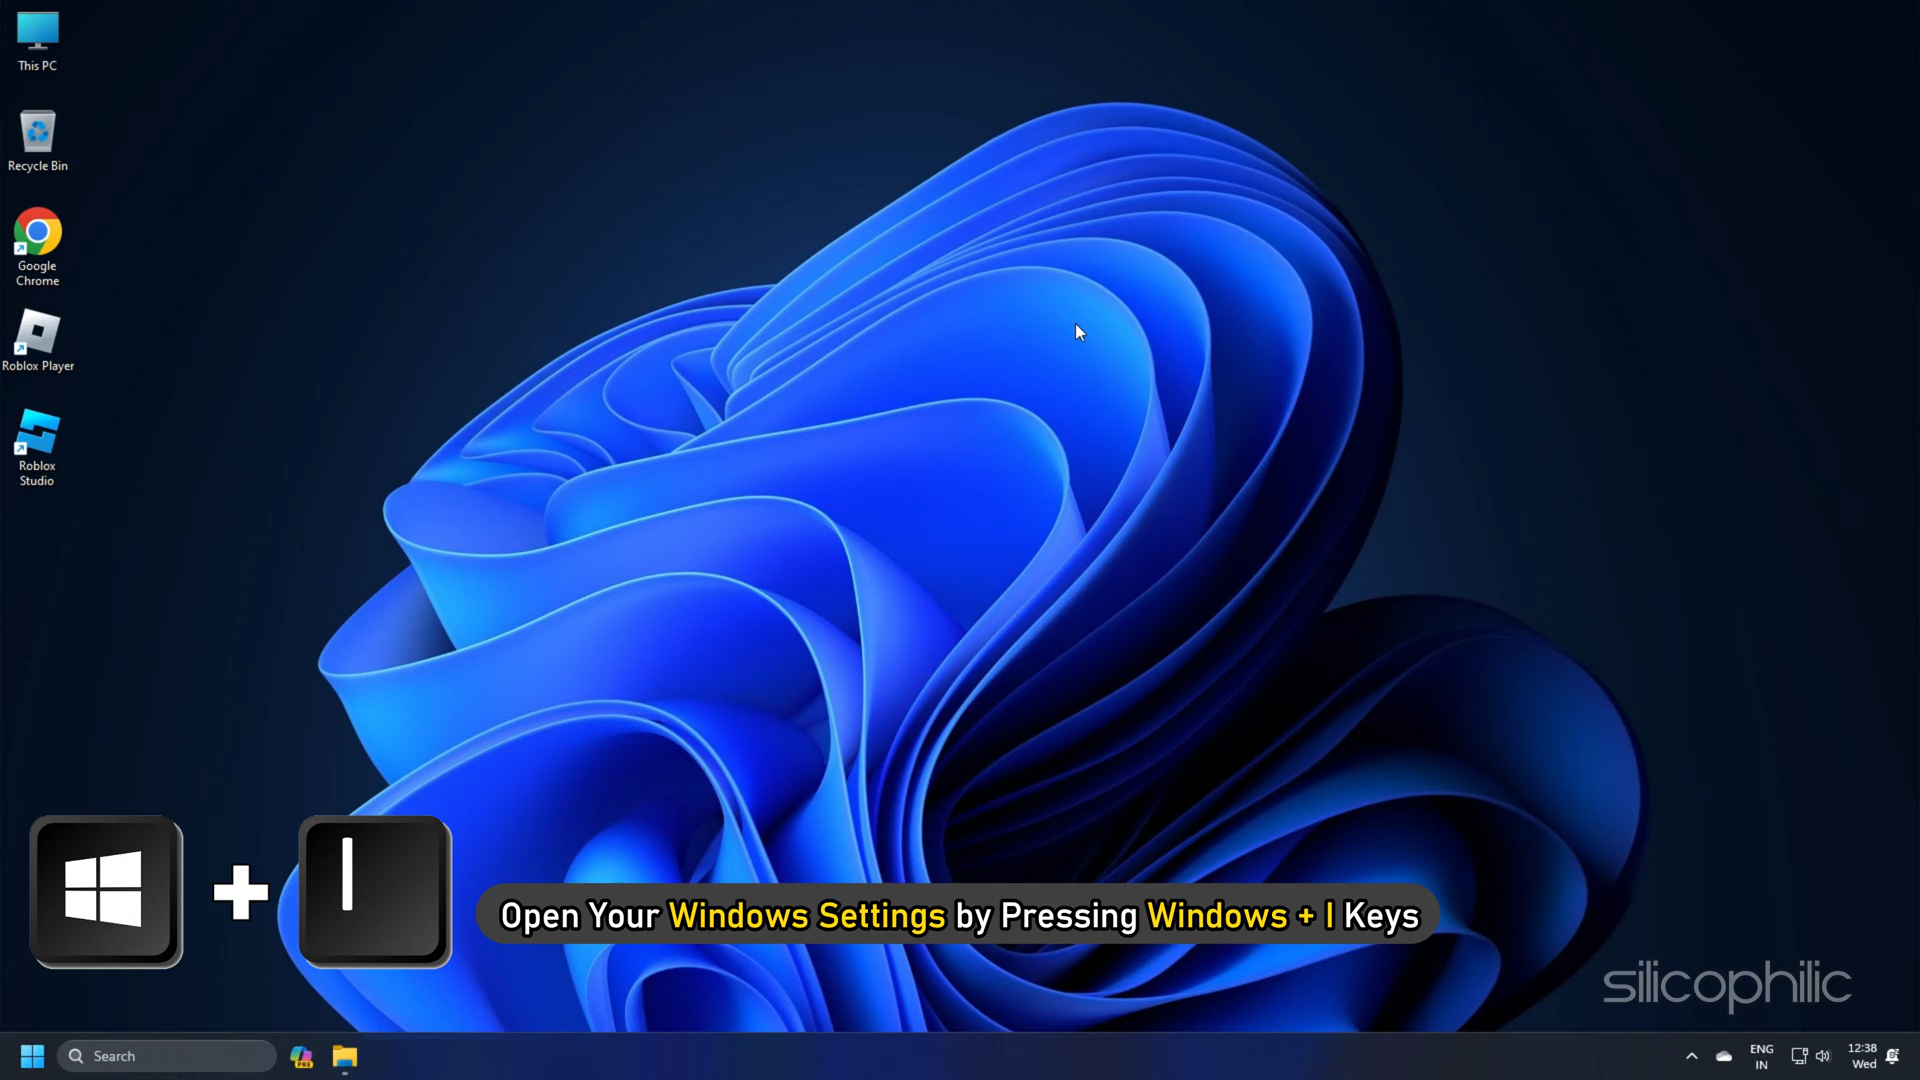 This PC
Recycle Bin
Google
Chrome
Roblox Player
Roblox
Studio
I
Open Your Windows Settings by Pressing Windows + I Keys
silicophilic
Search
PRE
ENG
IN
12:38
Wed